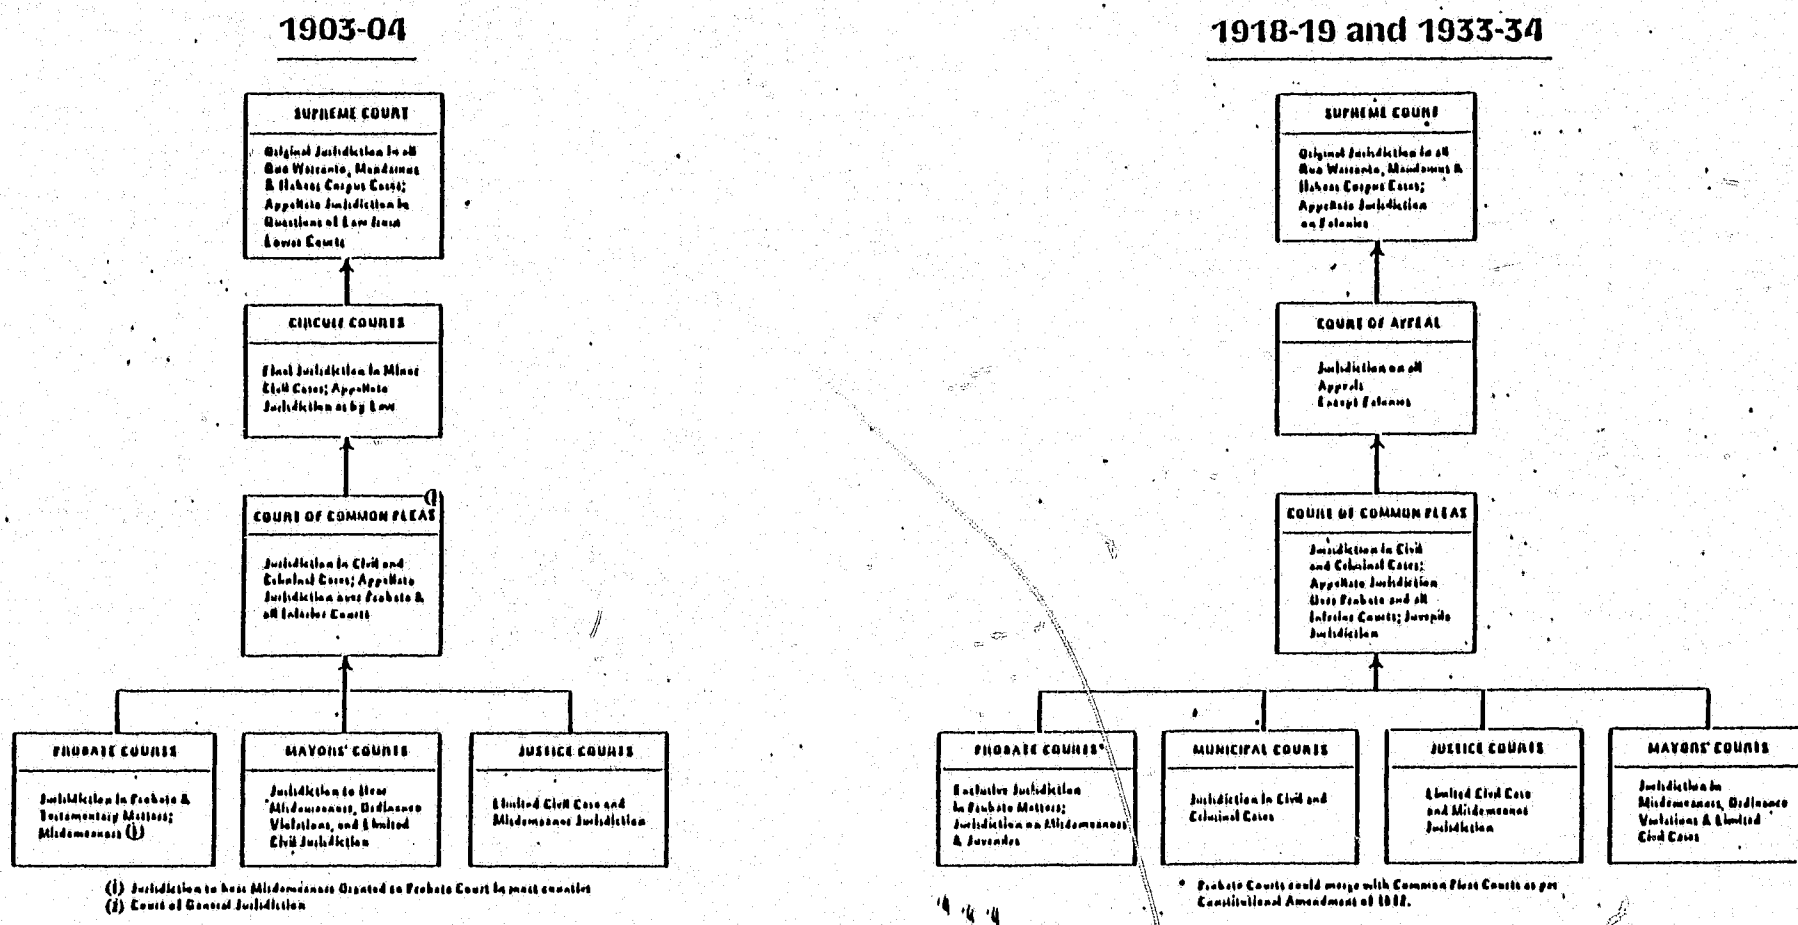 1903-04
SUPREME COURT
Original Jurisdiction in all
Quo Warranto, Mandamus
& Habeas Corpus Cases;
Appellate Jurisdiction in
Questions of Law from
Lower Courts
CIRCUIT COURTS
Final Jurisdiction in Minor
Civil Cases; Appellate
Jurisdiction as by Law
COURT OF COMMON PLEAS
Jurisdiction in Civil and
Criminal Cases; Appellate
Jurisdiction over Probate &
all Inferior Courts
PROBATE COURTS
Jurisdiction in Probate &
Testamentary Matters;
Misdemeanors (1)
MAYORS' COURTS
Jurisdiction to Hear
Misdemeanors, Ordinance
Violations, and Limited
Civil Jurisdiction
JUSTICE COURTS
Limited Civil Case and
Misdemeanor Jurisdiction
(1) Jurisdiction to hear Misdemeanors Granted to Probate Court in most counties
(2) Court of General Jurisdiction
1918-19 and 1933-34
SUPREME COURT
Original Jurisdiction in all
Quo Warranto, Mandamus &
Habeas Corpus Cases;
Appellate Jurisdiction
on Felonies
COURT OF APPEAL
Jurisdiction on all
Appeals
Except Felonies
COURT OF COMMON PLEAS
Jurisdiction in Civil
and Criminal Cases;
Appellate Jurisdiction
Over Probate and all
Inferior Courts; Juvenile
Jurisdiction
PROBATE COURTS*
Exclusive Jurisdiction
in Probate Matters;
Jurisdiction on Misdemeanors
& Juveniles
MUNICIPAL COURTS
Jurisdiction in Civil and
Criminal Cases
JUSTICE COURTS
Limited Civil Case
and Misdemeanor
Jurisdiction
MAYORS' COURTS
Jurisdiction in
Misdemeanors, Ordinance
Violations & Limited
Civil Cases
* Probate Courts could merge with Common Pleas Courts as per
Constitutional Amendment of